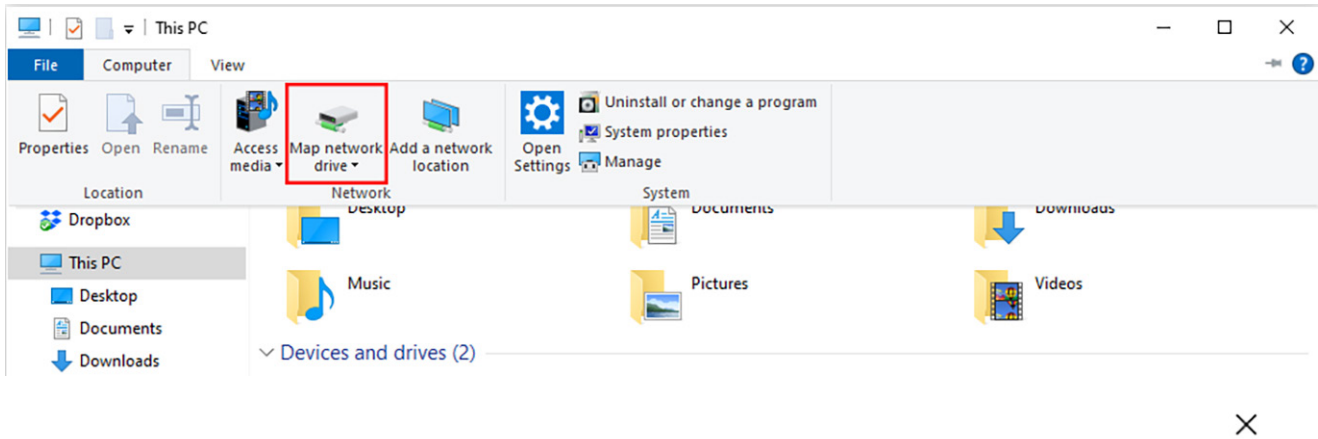 This PC
File Computer View
Properties Open Rename Access media Map network drive Add a network location Open Settings Uninstall or change a program
System properties
Manage
Location Network System
Dropbox Desktop Documents Downloads
This PC
Music Pictures Videos
Desktop
Documents
Downloads Devices and drives (2)